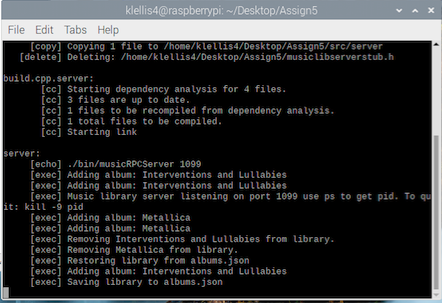 klellis4@raspberrypi: ~/Desktop/Assign5
File Edit Tabs Help
[copy] Copying 1 file to /home/klellis4/Desktop/Assign5/src/server
[delete] Deleting: /home/klellis4/Desktop/Assign5/musiclibserverstub.h
build.cpp.server:
[cc] Starting dependency analysis for 4 files.
[cc] 3 files are up to date.
[cc] 1 files to be recompiled from dependency analysis.
[cc] 1 total files to be compiled.
[cc] Starting link
server:
[echo] ./bin/musicRPCServer 1099
[exec] Adding album: Interventions and Lullabies
[exec] Adding album: Interventions and Lullabies
[exec] Music library server listening on port 1099 use ps to get pid. To qu
it: kill -9 pid
[exec] Adding album: Metallica
[exec] Adding album: Metallica
[exec] Removing Interventions and Lullabies from library.
[exec] Removing Metallica from library.
[exec] Restoring library from albums.json
[exec] Adding album: Interventions and Lullabies
[exec] Saving library to albums.json